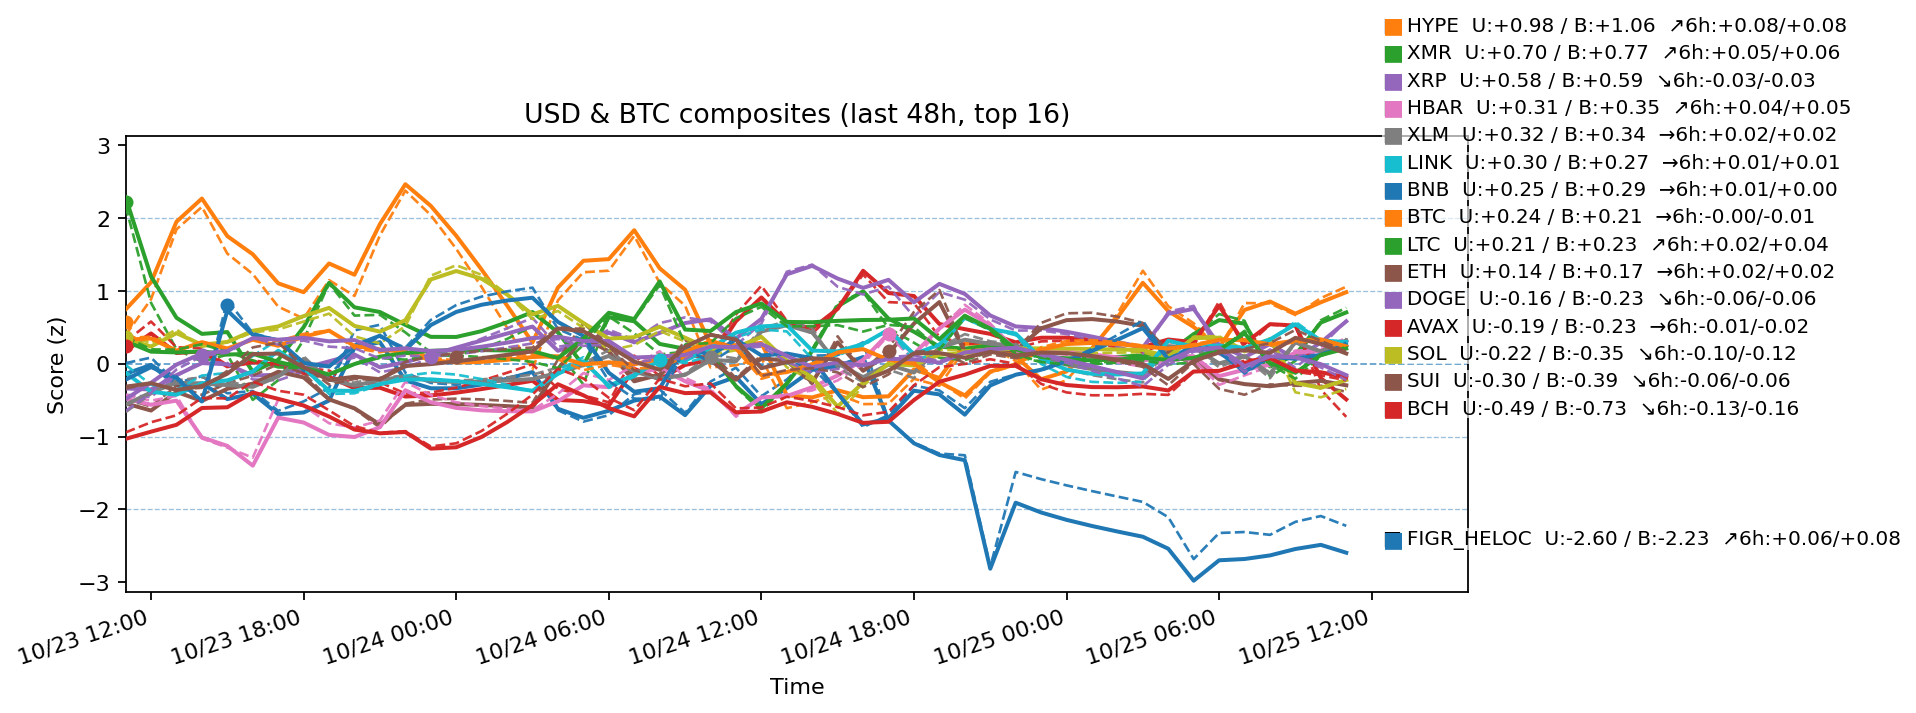 HYPE  U:+0.98 / B:+1.06  ↗6h:+0.08/+0.08
XMR  U:+0.70 / B:+0.77  ↗6h:+0.05/+0.06
XRP  U:+0.58 / B:+0.59  ↘6h:-0.03/-0.03
HBAR  U:+0.31 / B:+0.35  ↗6h:+0.04/+0.05
USD & BTC composites (last 48h, top 16)
XLM  U:+0.32 / B:+0.34  →6h:+0.02/+0.02
LINK  U:+0.30 / B:+0.27  →6h:+0.01/+0.01
BNB  U:+0.25 / B:+0.29  →6h:+0.01/+0.00
BTC  U:+0.24 / B:+0.21  →6h:-0.00/-0.01
LTC  U:+0.21 / B:+0.23  ↗6h:+0.02/+0.04
ETH  U:+0.14 / B:+0.17  →6h:+0.02/+0.02
DOGE  U:-0.16 / B:-0.23  ↘6h:-0.06/-0.06
AVAX  U:-0.19 / B:-0.23  →6h:-0.01/-0.02
SOL  U:-0.22 / B:-0.35  ↘6h:-0.10/-0.12
SUI  U:-0.30 / B:-0.39  ↘6h:-0.06/-0.06
BCH  U:-0.49 / B:-0.73  ↘6h:-0.13/-0.16
FIGR_HELOC  U:-2.60 / B:-2.23  ↗6h:+0.06/+0.08
Score (z)
3
2
1
0
−1
−2
−3
10/23 12:00
10/23 18:00
10/24 00:00
10/24 06:00
10/24 12:00
10/24 18:00
10/25 00:00
10/25 06:00
10/25 12:00
Time